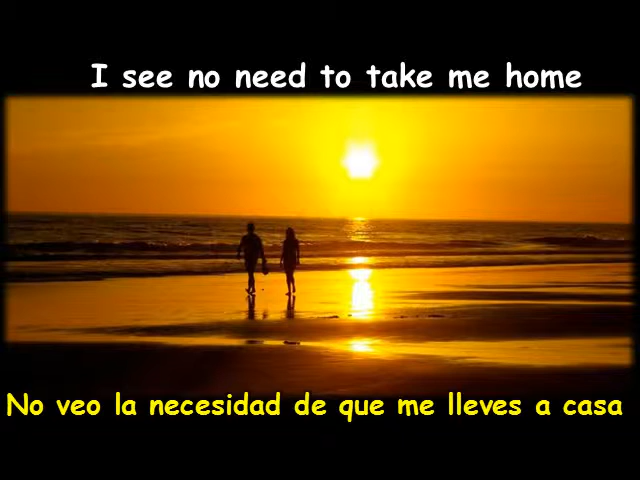 I see no need to take me home
No veo la necesidad de que me lleves a casa